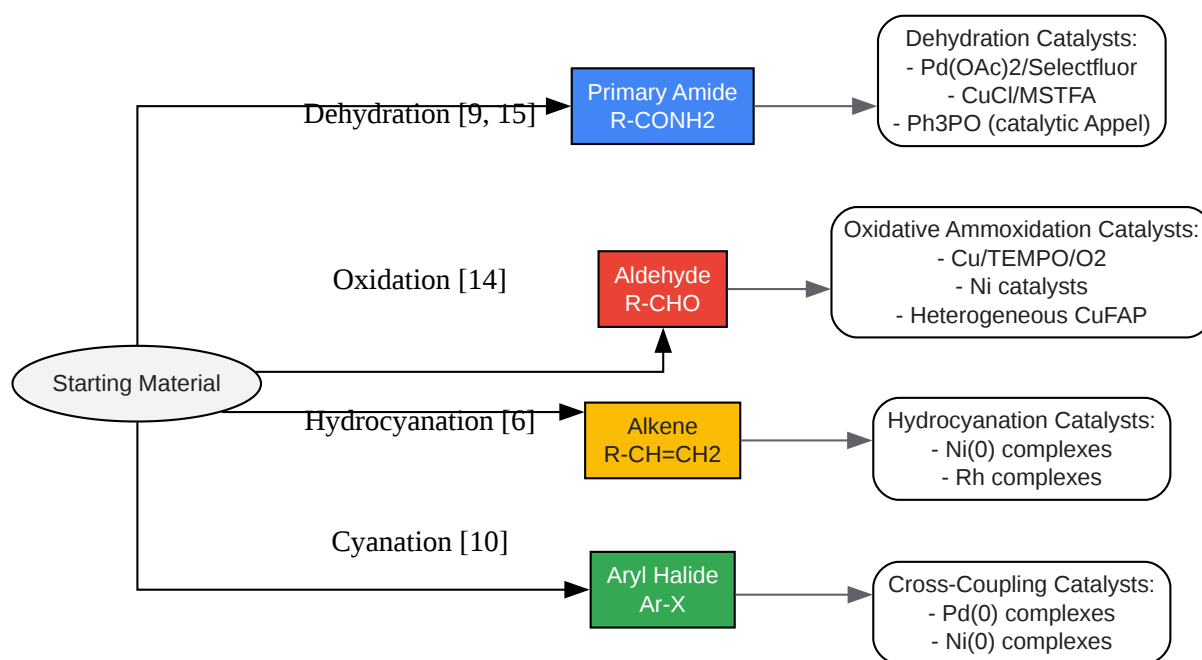 Dehydration Catalysts:
- Pd(OAc)2/Selectfluor
- CuCl/MSTFA
- Ph3PO (catalytic Appel)
Primary Amide
R-CONH2
Dehydration [9, 15]
Oxidative Ammoxidation Catalysts:
- Cu/TEMPO/O2
- Ni catalysts
- Heterogeneous CuFAP
Oxidation [14]
Aldehyde
R-CHO
Starting Material
Hydrocyanation [6]
Alkene
R-CH=CH2
Hydrocyanation Catalysts:
- Ni(0) complexes
- Rh complexes
Cyanation [10]
Aryl Halide
Ar-X
Cross-Coupling Catalysts:
- Pd(0) complexes
- Ni(0) complexes